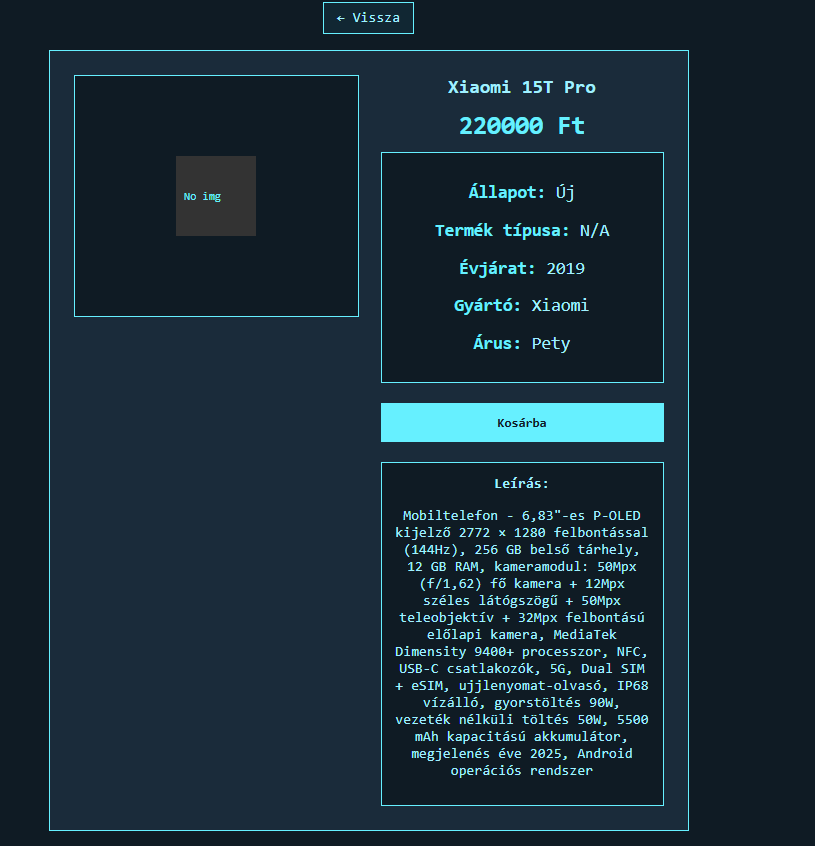 ← Vissza
No img
Xiaomi 15T Pro
220000 Ft
Állapot: Új
Termék típusa: N/A
Évjárat: 2019
Gyártó: Xiaomi
Árus: Pety
Kosárba
Leírás:
Mobiltelefon - 6,83"-es P-OLED
kijelző 2772 × 1280 felbontással
(144Hz), 256 GB belső tárhely,
12 GB RAM, kameramodul: 50Mpx
(f/1,62) fő kamera + 12Mpx
széles látógszögű + 50Mpx
teleobjektív + 32Mpx felbontású
előlapi kamera, MediaTek
Dimensity 9400+ processzor, NFC,
USB-C csatlakozók, 5G, Dual SIM
+ eSIM, ujjlenyomat-olvasó, IP68
vízálló, gyorstöltés 90W,
vezeték nélküli töltés 50W, 5500
mAh kapacitású akkumulátor,
megjelenés éve 2025, Android
operációs rendszer